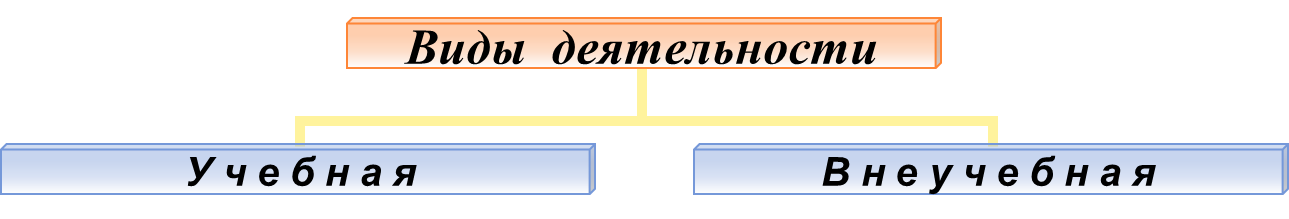 Виды деятельности
Учебная
Внеучебная